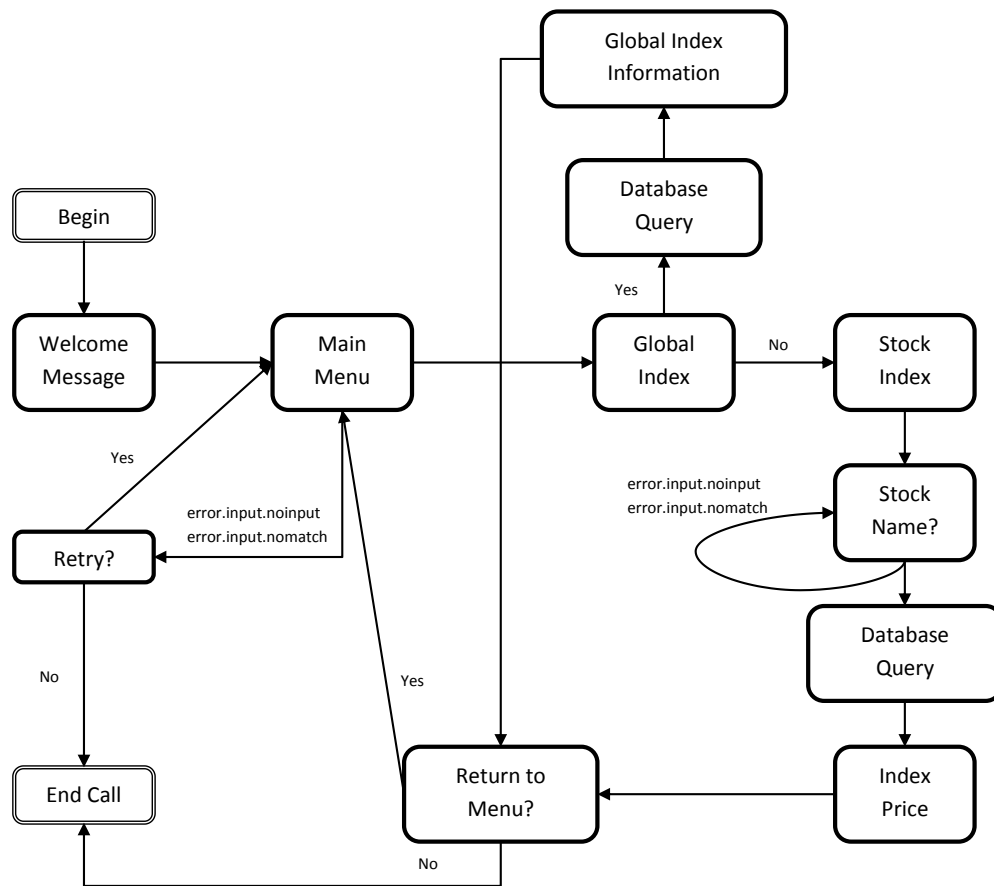 Global Index
Information
Database
Query
Begin
Yes
Welcome
Message
Main
Menu
Global
Index
No
Stock
Index
Yes
error.input.noinput
error.input.nomatch
Retry?
error.input.noinput
error.input.nomatch
Stock
Name?
Database
Query
No
Yes
End Call
Return to
Menu?
Index
Price
No